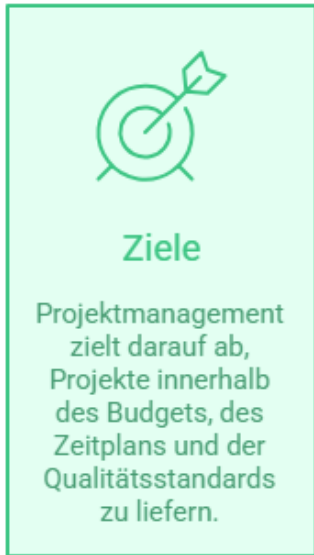 Ziele
Projektmanagement
zielt darauf ab,
Projekte innerhalb
des Budgets, des
Zeitplans und der
Qualitätsstandards
zu liefern.